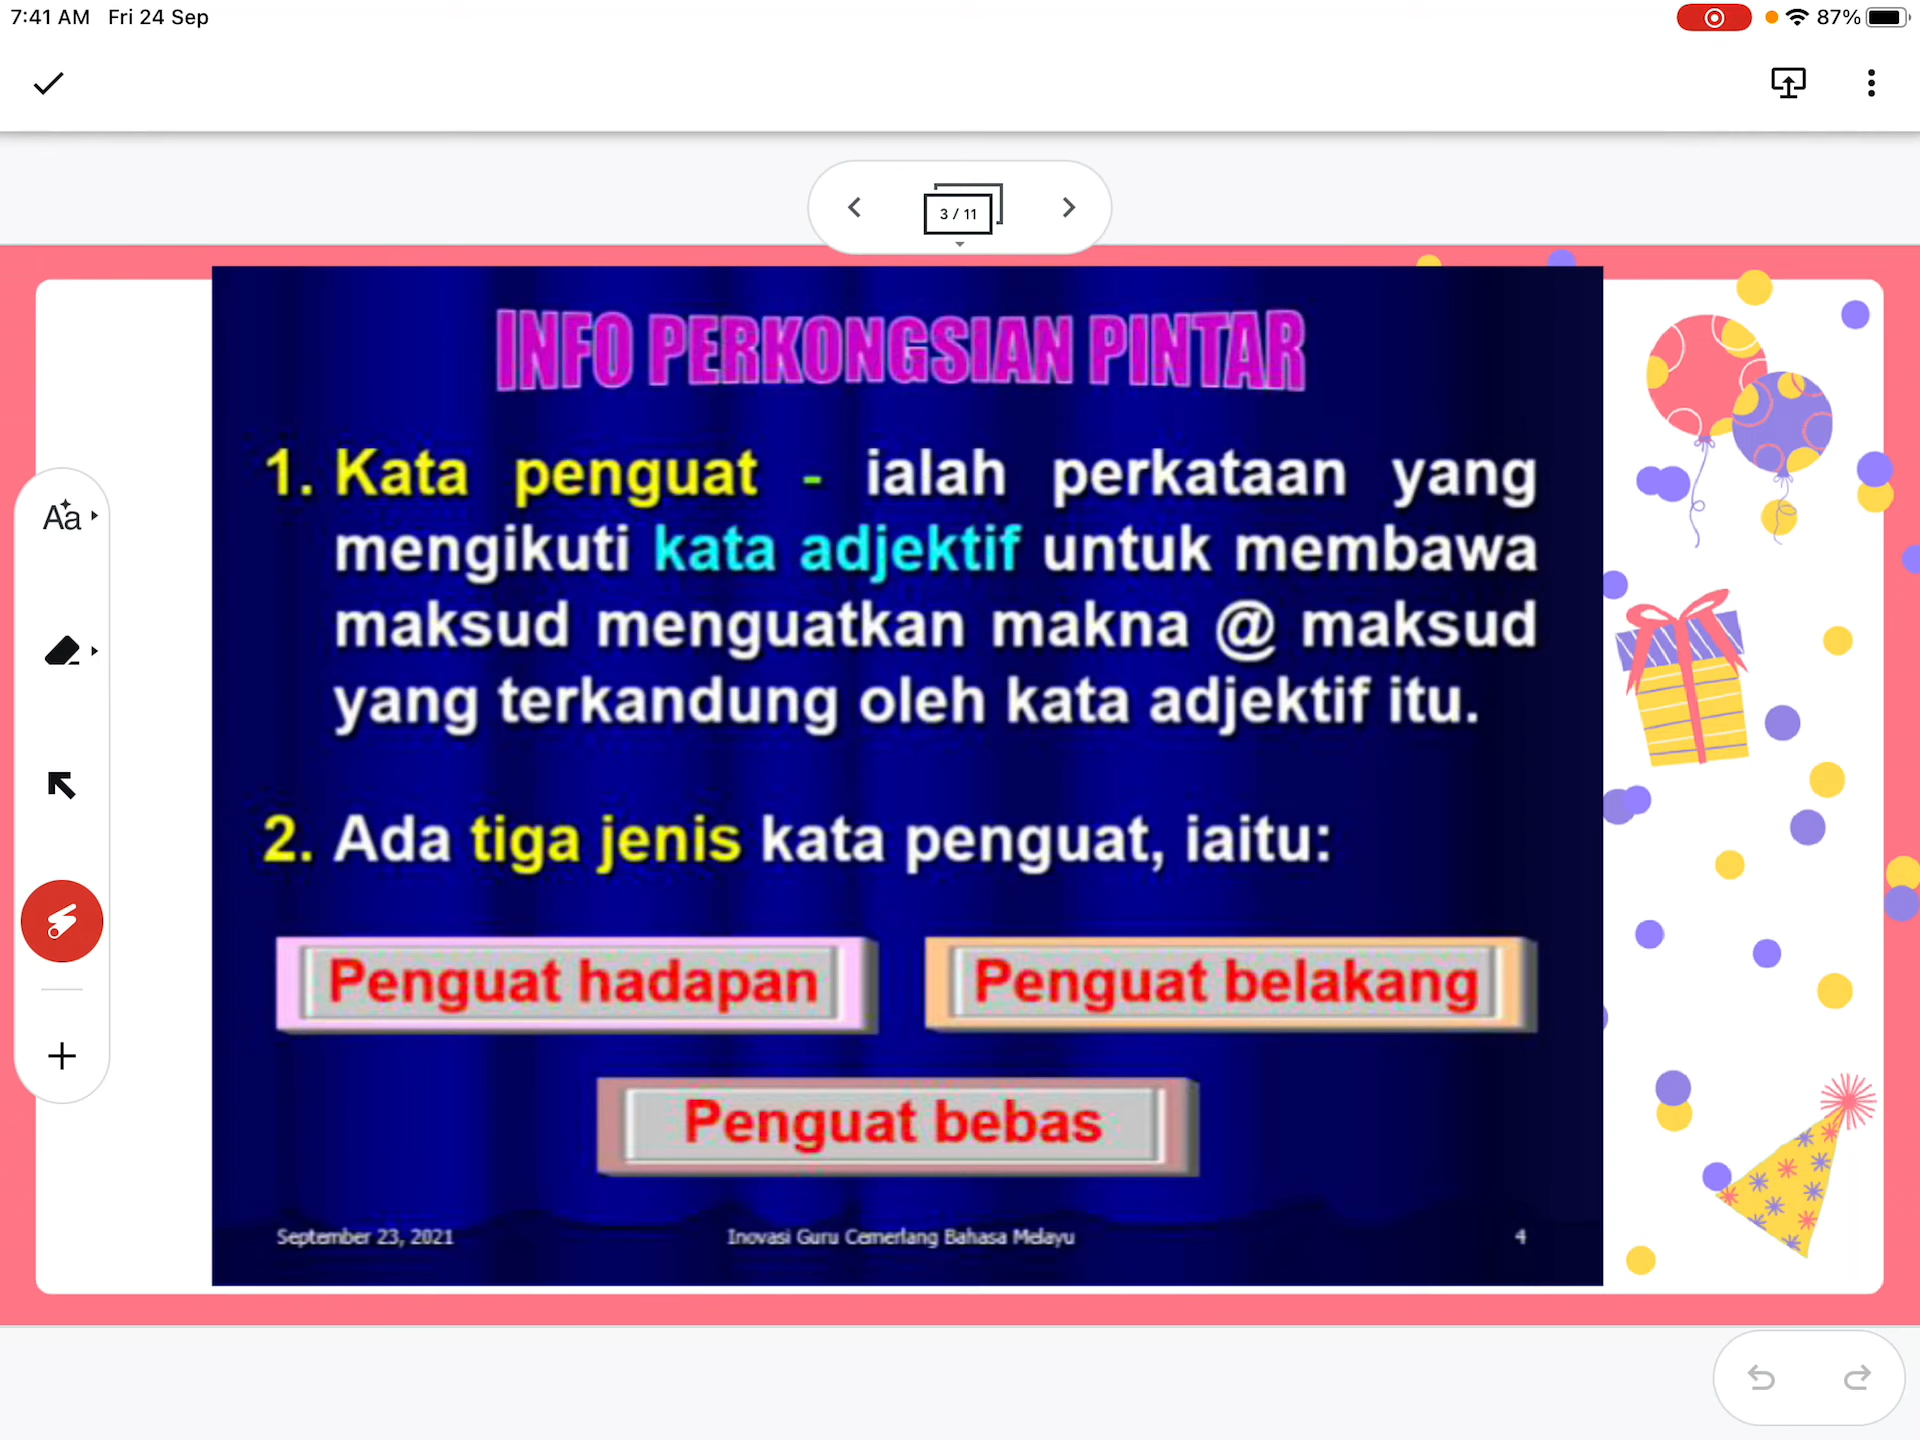 7:41 AM Fri 24 Sep
87%
3 / 11
INFO PERKONGSIAN PINTAR
1. Kata penguat - ialah perkataan yang
mengikuti kata adjektif untuk membawa
maksud menguatkan makna @ maksud
yang terkandung oleh kata adjektif itu.
2. Ada tiga jenis kata penguat, iaitu:
Penguat hadapan
Penguat belakang
Penguat bebas
September 23, 2021
Inovasi Guru Cemerlang Bahasa Melayu
4
Aa